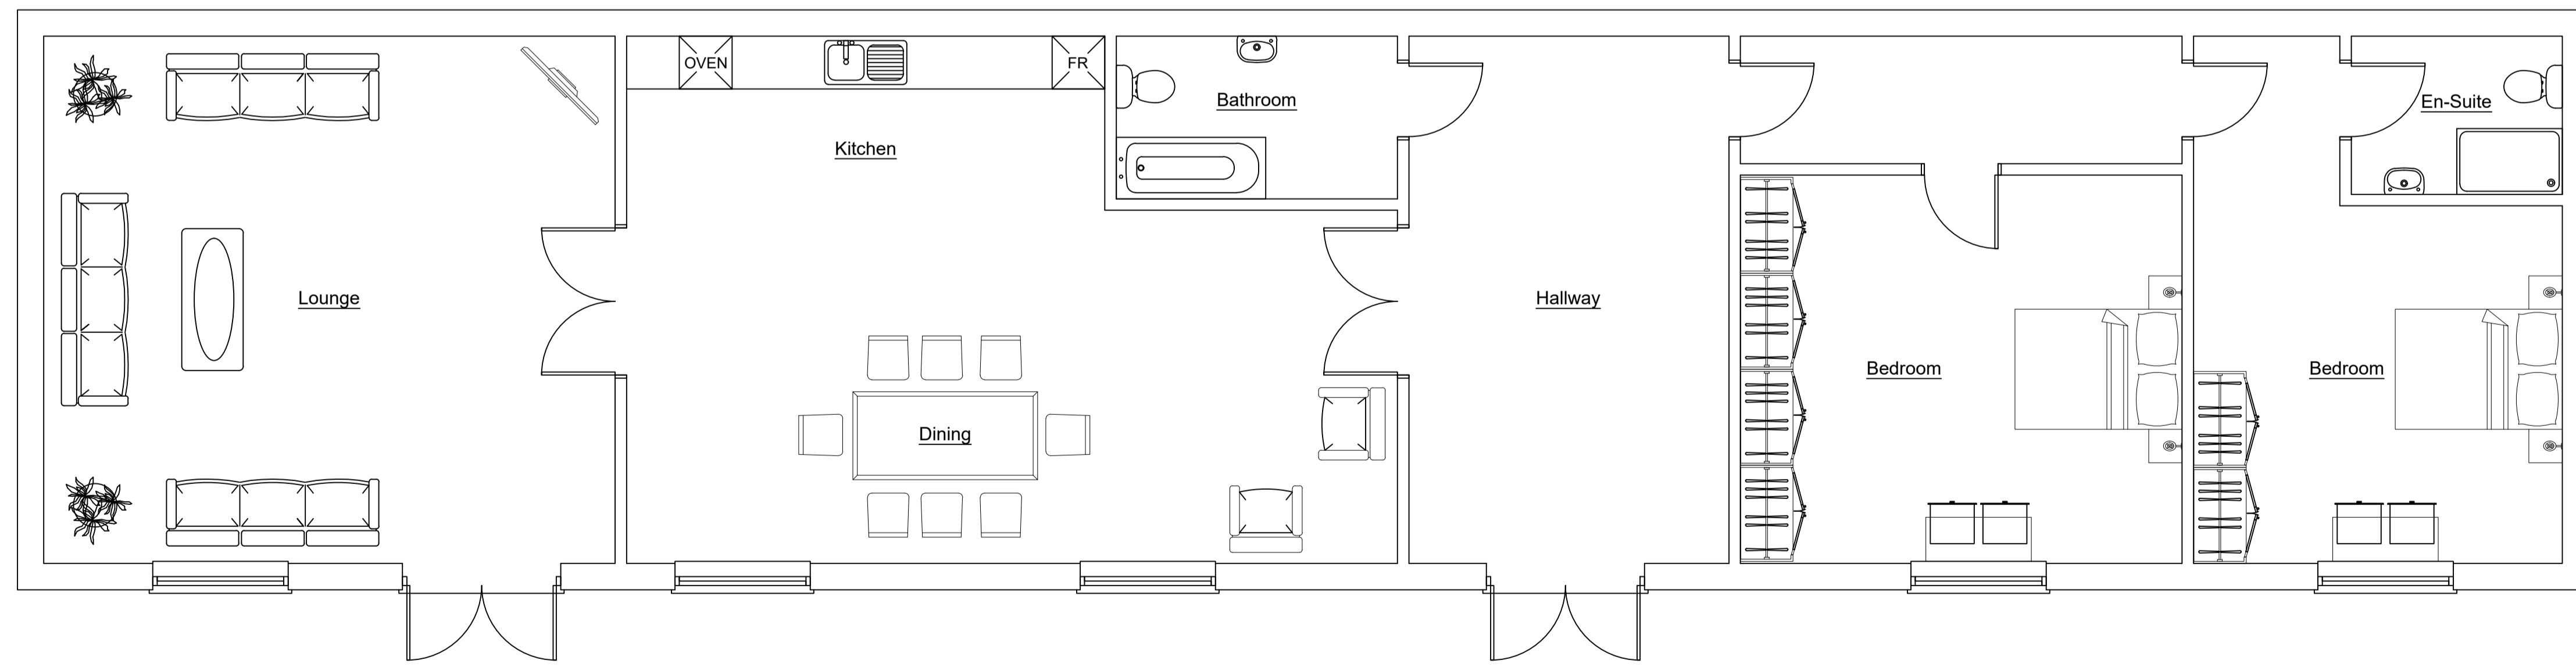 OVEN
FR
Bathroom
En-Suite
Kitchen
Lounge
Hallway
Bedroom
Bedroom
Dining